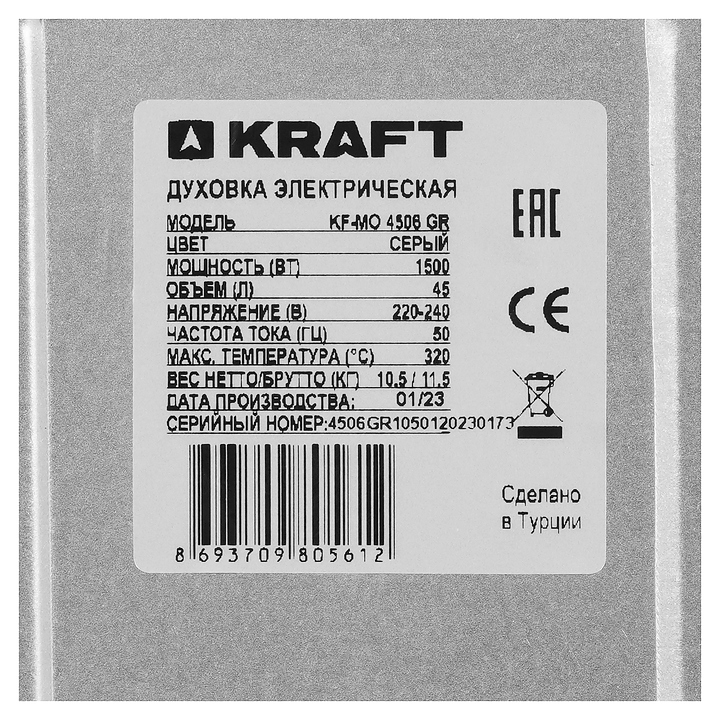 KRAFT
ДУХОВКА ЭЛЕКТРИЧЕСКАЯ
МОДЕЛЬ KF-MO 4506 GR
ЦВЕТ СЕРЫЙ
МОЩНОСТЬ (ВТ) 1500
ОБЪЕМ (Л) 45
НАПРЯЖЕНИЕ (В) 220-240
ЧАСТОТА ТОКА (ГЦ) 50
МАКС. ТЕМПЕРАТУРА (°C) 320
ВЕС НЕТТО/БРУТТО (КГ) 10.5 / 11.5
ДАТА ПРОИЗВОДСТВА: 01/23
СЕРИЙНЫЙ НОМЕР:4506GR1050120230173
8 693709 805612
EAC
CE
Сделано
в Турции